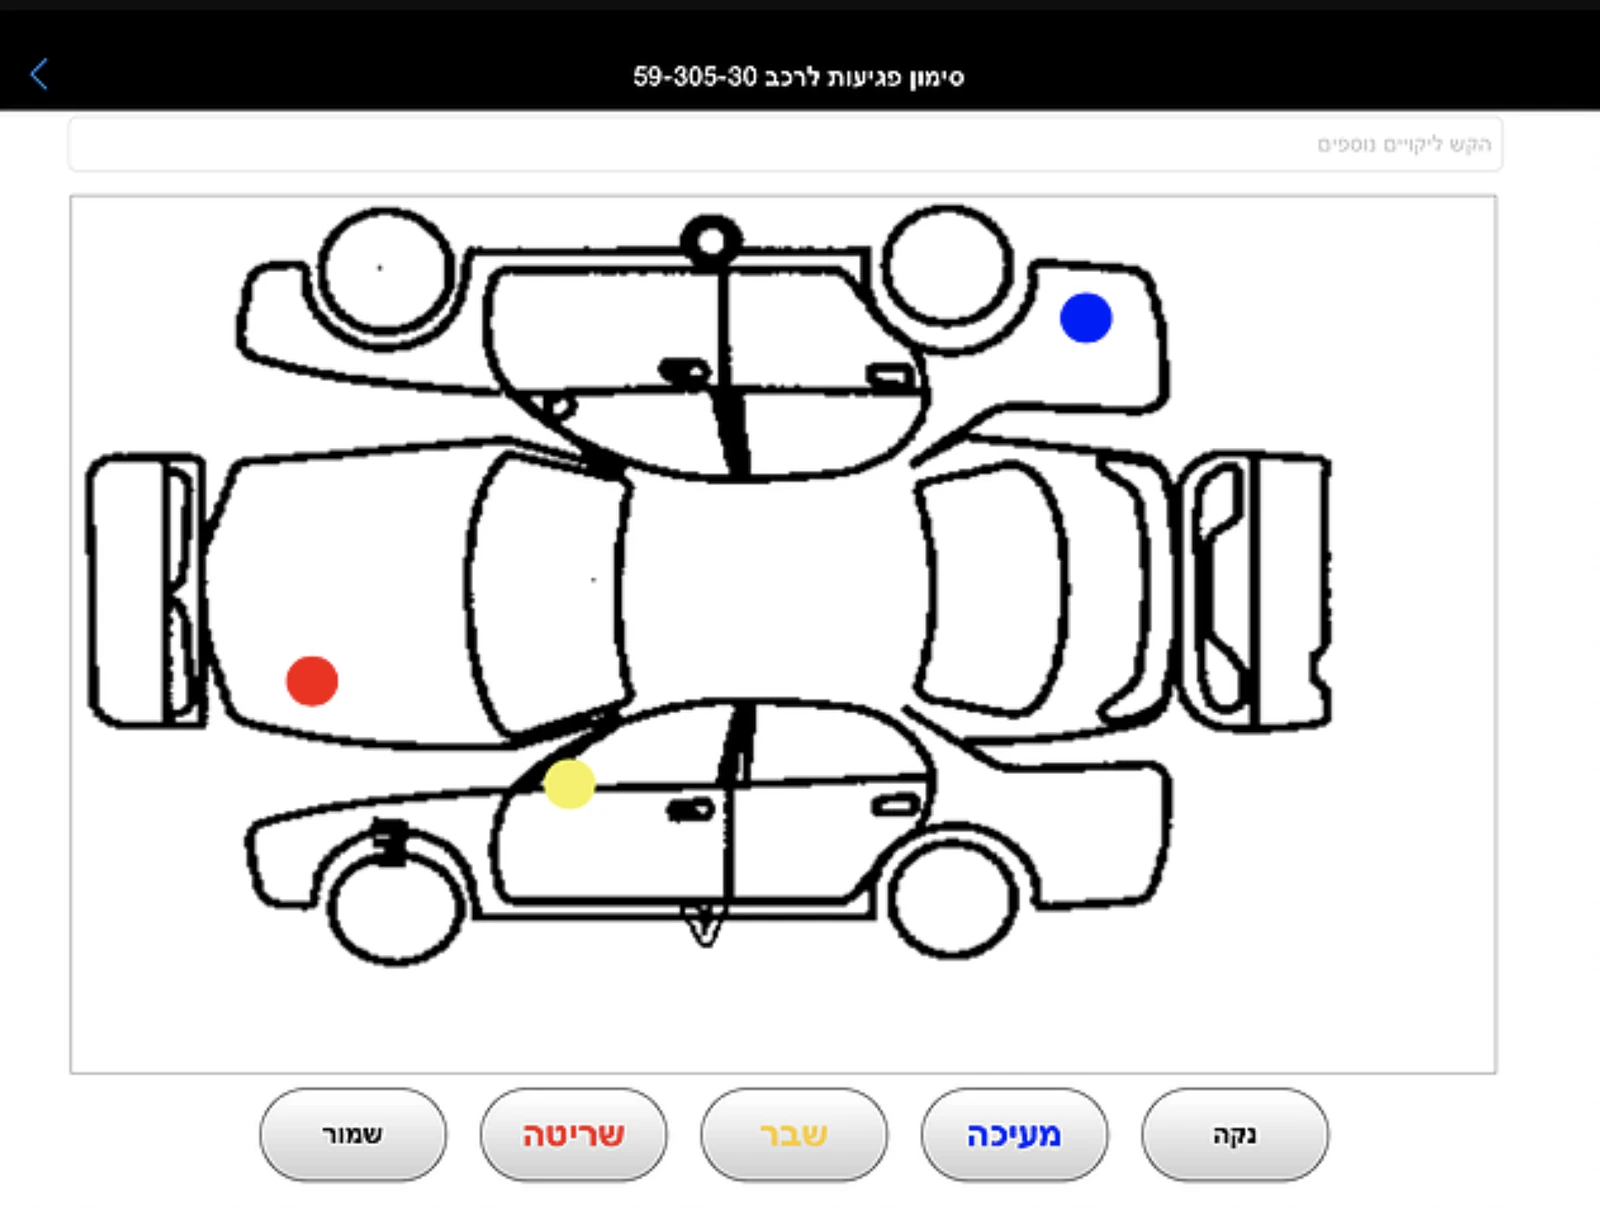 סימון פגיעות לרכב 59-305-30
הקש ליקויים נוספים
נקה
מעיכה
שבר
שריטה
שמור